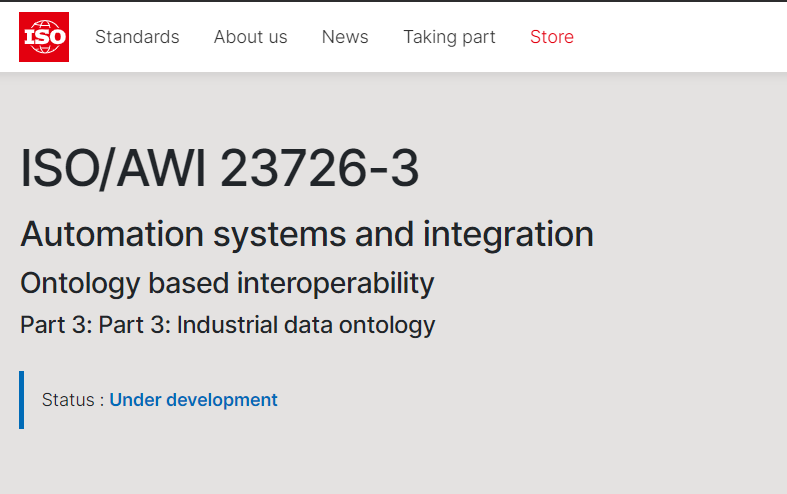 ISO
Standards About us News Taking part Store
ISO/AWI 23726-3
Automation systems and integration
Ontology based interoperability
Part 3: Part 3: Industrial data ontology
Status : Under development